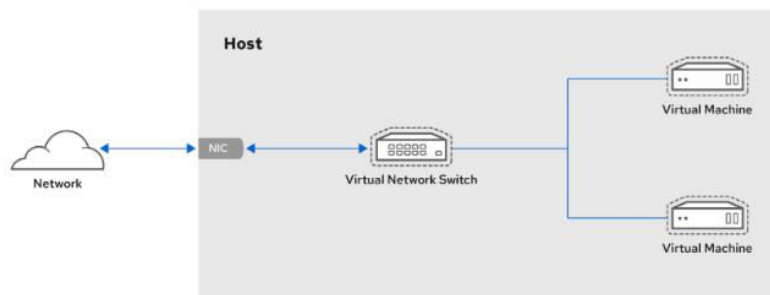 Host
Virtual Machine
NIC
Network
Virtual Network Switch
Virtual Machine